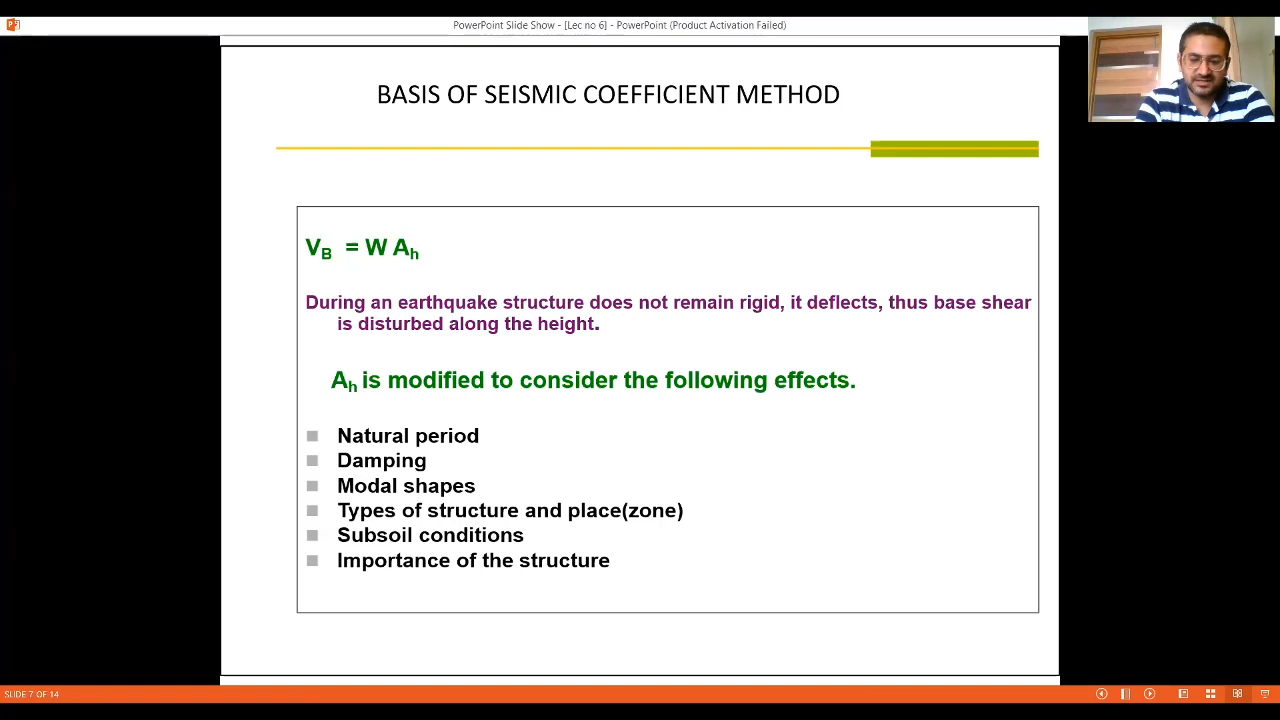 PowerPoint Slide Show - [Lec no 6] - PowerPoint (Product Activation Failed)
BASIS OF SEISMIC COEFFICIENT METHOD
VB = W Ah
During an earthquake structure does not remain rigid, it deflects, thus base shear
is disturbed along the height.
Ah is modified to consider the following effects.
Natural period
Damping
Modal shapes
Types of structure and place(zone)
Subsoil conditions
Importance of the structure
SLIDE 7 OF 14